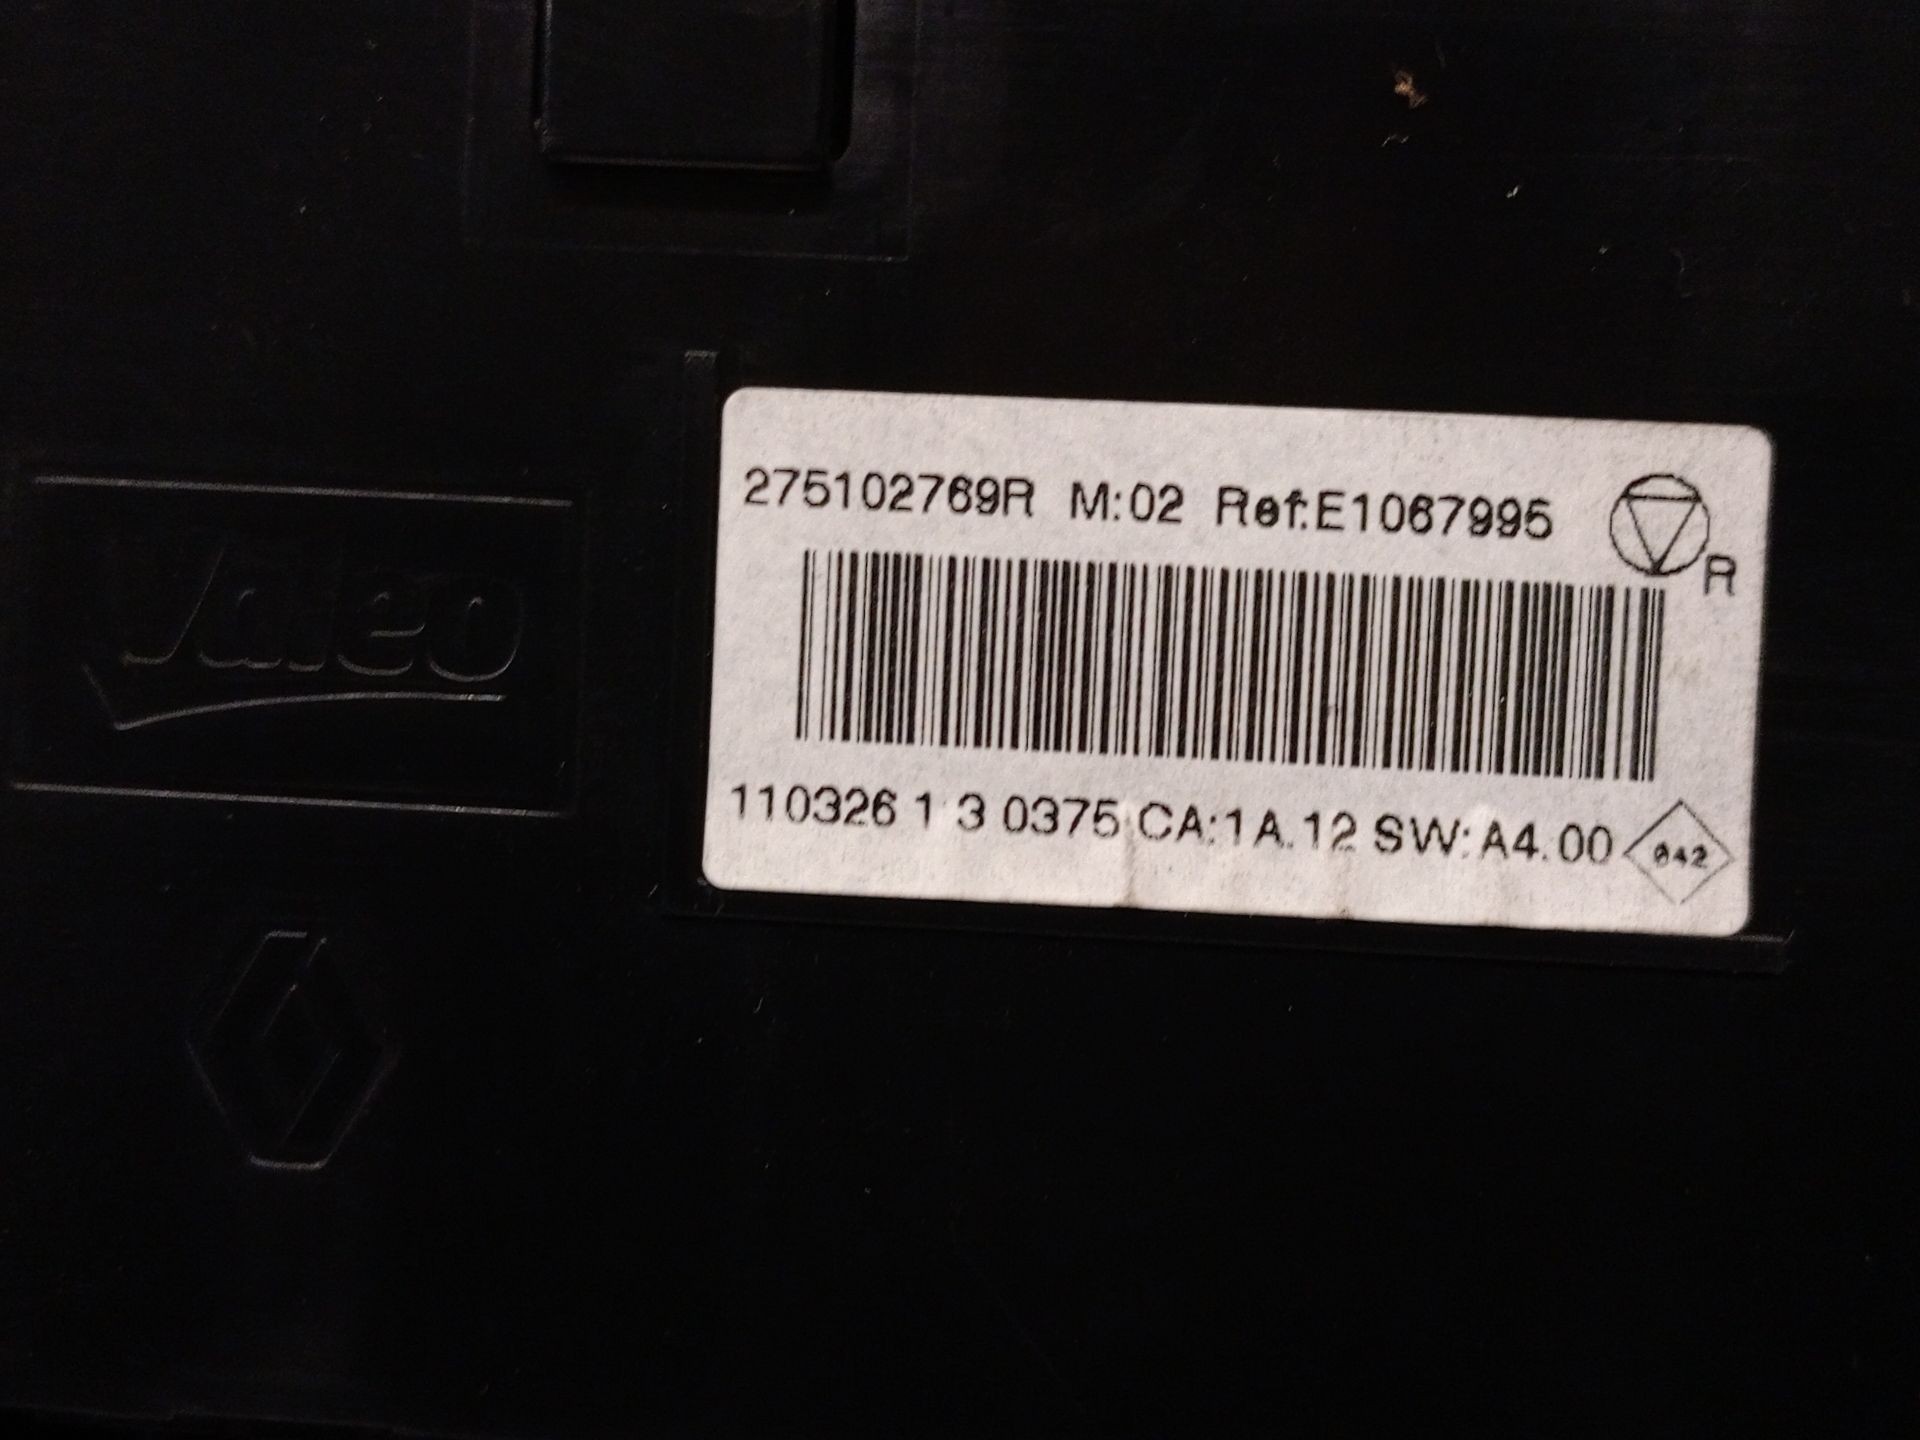 275102769R M:02 Ref:E1067995
R
110326 1 3 0375 CA:1A.12 SW:A4.00
042
Valeo